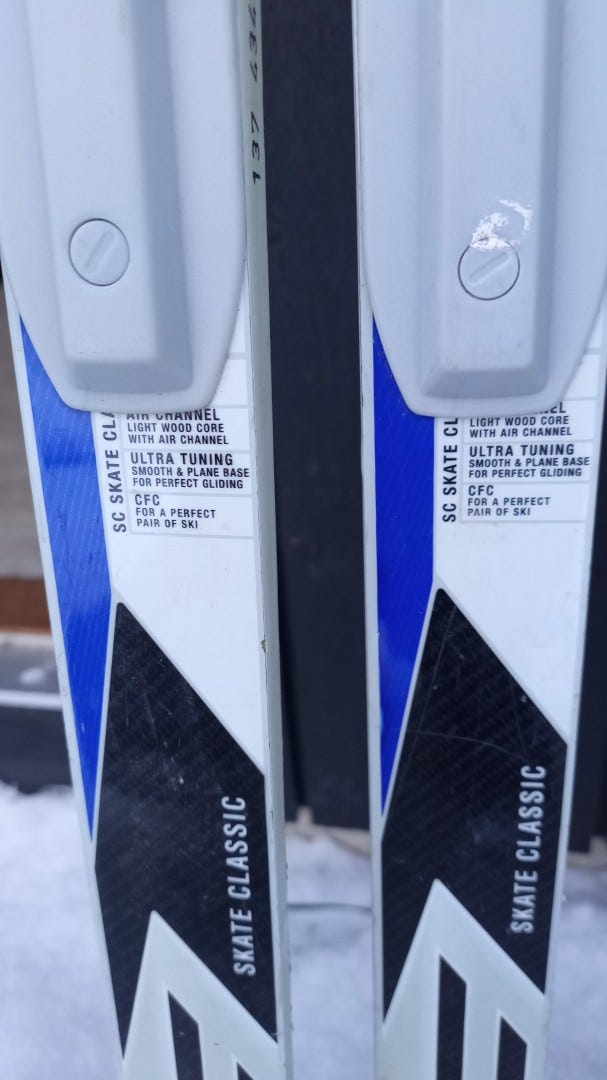 137 434
SC SKATE CLA
AIR CHANNEL
LIGHT WOOD CORE
WITH AIR CHANNEL
ULTRA TUNING
SMOOTH & PLANE BASE
FOR PERFECT GLIDING
CFC
FOR A PERFECT
PAIR OF SKI
SKATE CLASSIC
SC SKATE CL
LIGHT WOOD CORE
WITH AIR CHANNEL
ULTRA TUNING
SMOOTH & PLANE BASE
FOR PERFECT GLIDING
CFC
FOR A PERFECT
PAIR OF SKI
SKATE CLASSIC